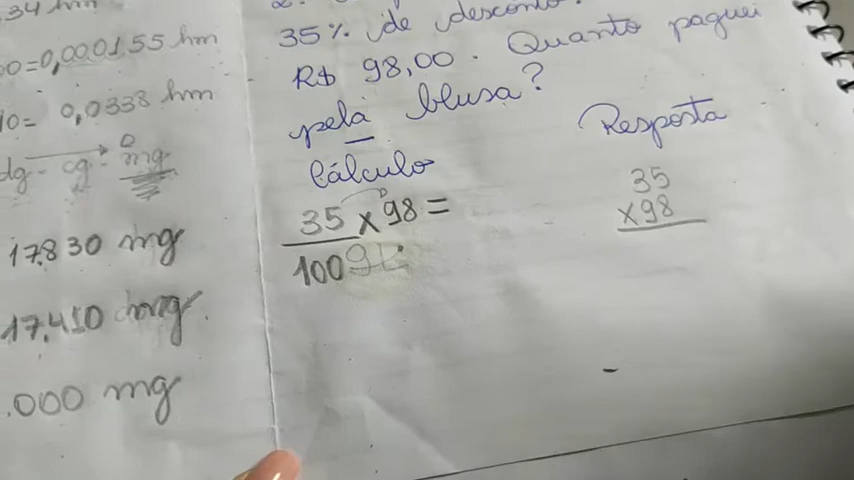 34 hm
00=0,000155 hm
10= 0,0338 hm
dg - cg - mg
17.830 mg
17.410 mg.
.000 mg
35% de desconto.
R$ 98,00. Quanto paguei
pela blusa?
Cálculo
35 x 98 =
100
Resposta
35
x98